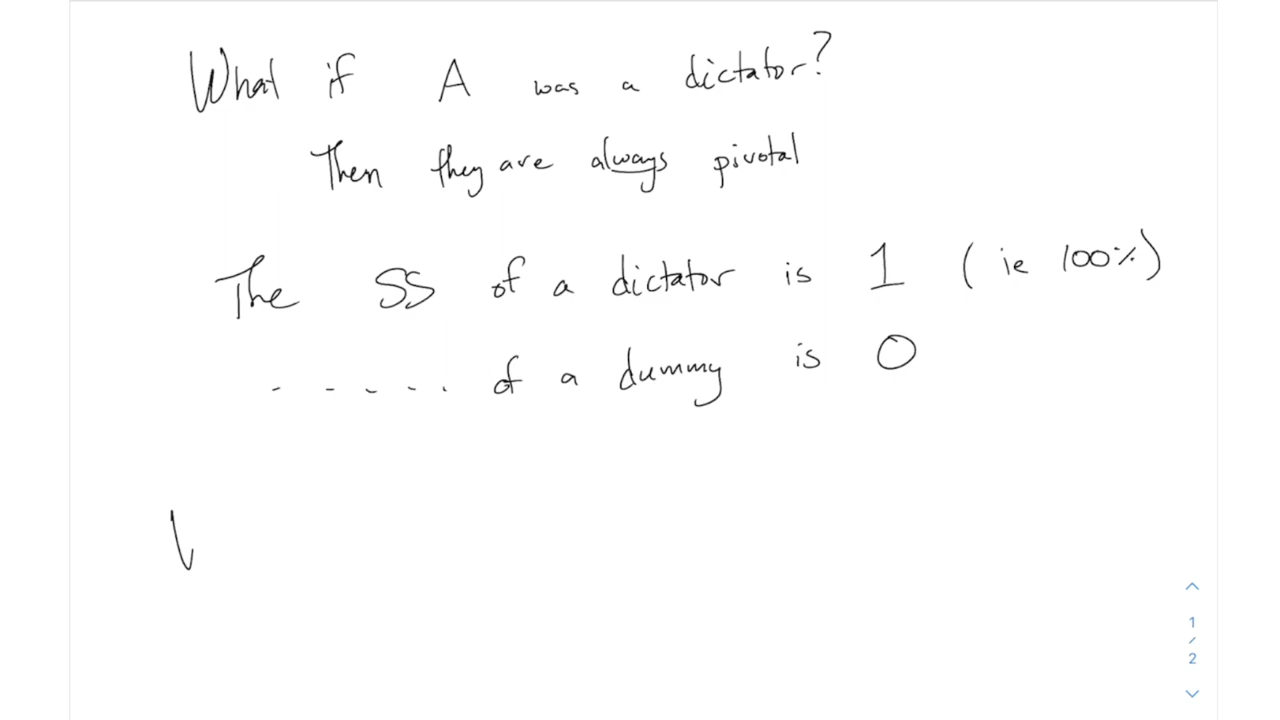 What if A was a dictator?
Then they are always pivotal
The SS of a dictator is 1 (ie 100%)
- - - - . of a dummy is 0
1
/
2